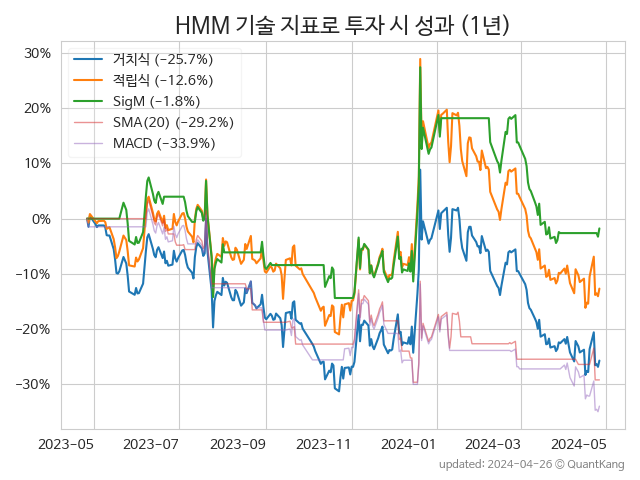 HMM 기술 지표로 투자 시 성과 (1년)
30%
20%
10%
0%
−10%
−20%
−30%
거치식 (−25.7%)
적립식 (−12.6%)
SigM (−1.8%)
SMA(20) (−29.2%)
MACD (−33.9%)
2023-05 2023-07 2023-09 2023-11 2024-01 2024-03 2024-05
updated: 2024-04-26 © QuantKang